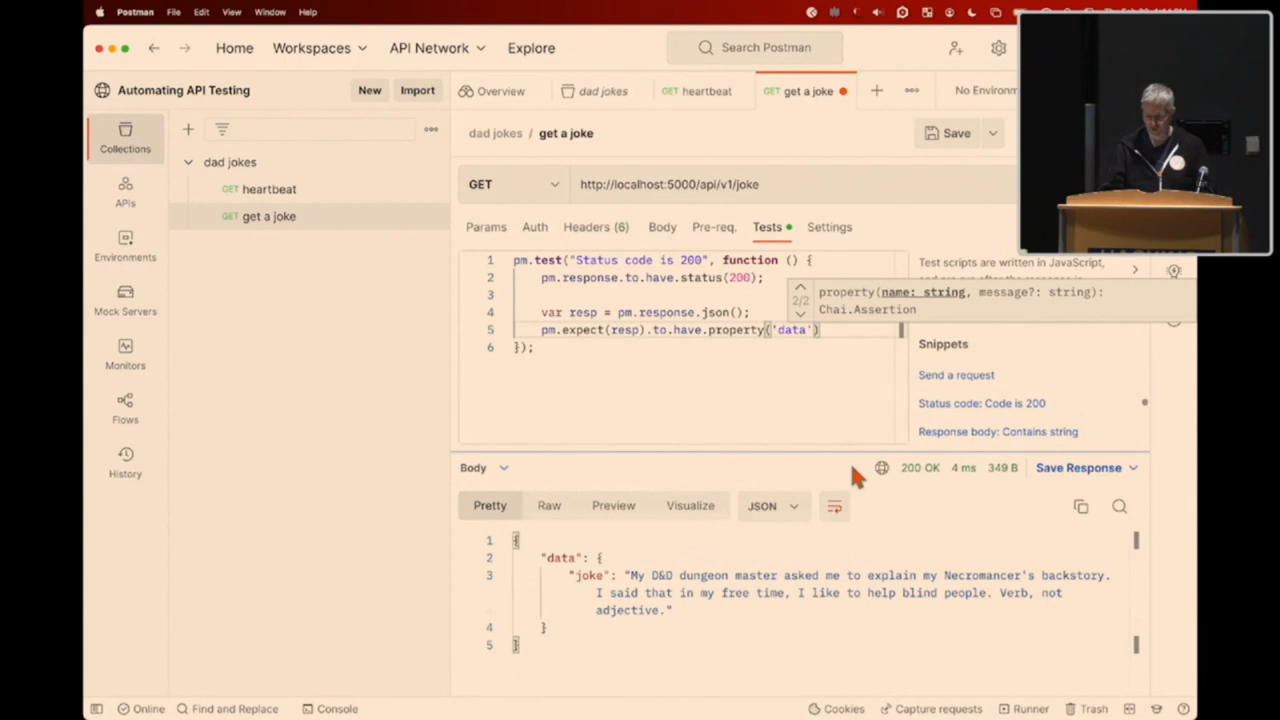 Postman File Edit View Window Help
Home Workspaces API Network Explore Search Postman
Automating API Testing New Import Overview dad jokes GET heartbeat GET get a joke No Environm
Collections
APIs
Environments
Mock Servers
Monitors
Flows
History
dad jokes
GET heartbeat
GET get a joke
dad jokes / get a joke Save
GET http://localhost:5000/api/v1/joke
Params Auth Headers (6) Body Pre-req. Tests Settings
1 pm.test("Status code is 200", function () {
2 pm.response.to.have.status(200);
3
4 var resp = pm.response.json();
5 pm.expect(resp).to.have.property('data')
6 });
2/2 property(name: string, message?: string):
Chai.Assertion
Test scripts are written in JavaScript,
Snippets
Send a request
Status code: Code is 200
Response body: Contains string
Body 200 OK 4 ms 349 B Save Response
Pretty Raw Preview Visualize JSON
1 {
2 "data": {
3 "joke": "My D&D dungeon master asked me to explain my Necromancer's backstory.
I said that in my free time, I like to help blind people. Verb, not
adjective."
4 }
5 }
Online Find and Replace Console Cookies Capture requests Runner Trash